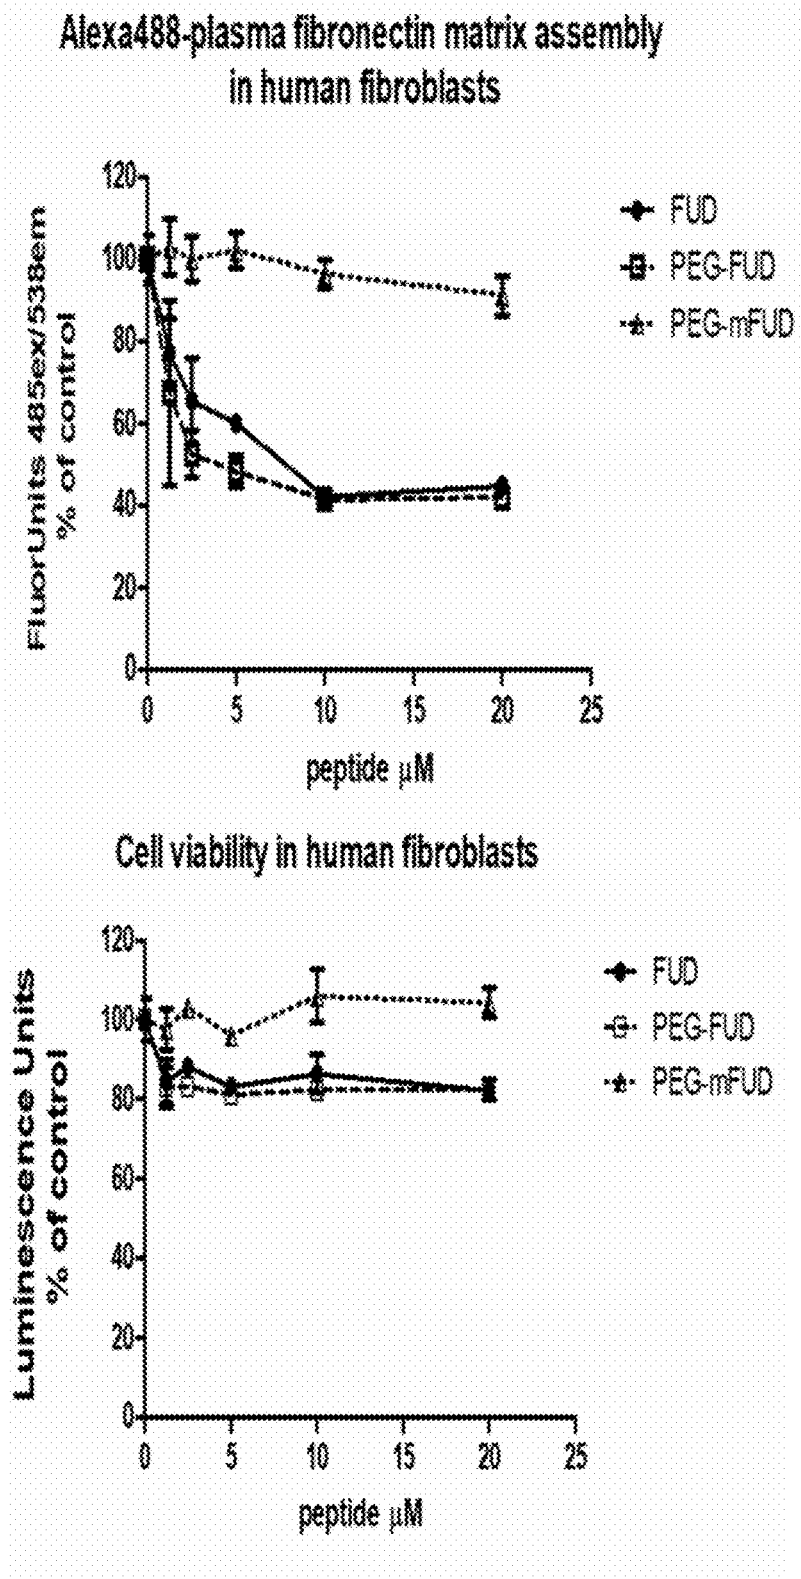 Alexa488-plasma fibronectin matrix assembly
in human fibroblasts
FluorUnits 485ex/538em
% of control
120
100
80
60
40
20
0
0 5 10 15 20 25
peptide µM
FUD
PEG-FUD
PEG-mFUD
Cell viability in human fibroblasts
Luminescence Units
% of control
120
100
80
60
40
20
0
0 5 10 15 20 25
peptide µM
FUD
PEG-FUD
PEG-mFUD